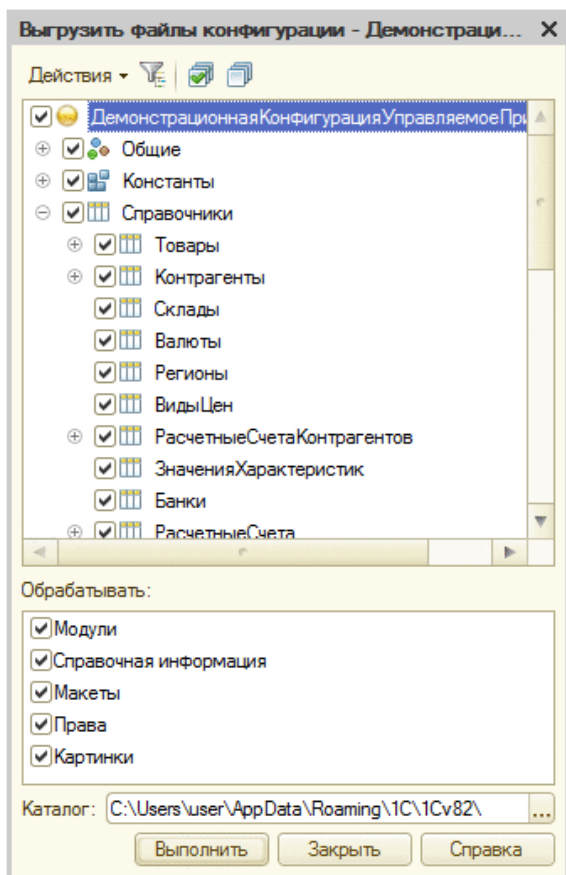 Выгрузить файлы конфигурации - Демонстраци...
Действия
ДемонстрационнаяКонфигурацияУправляемоеПри
Общие
Константы
Справочники
Товары
Контрагенты
Склады
Валюты
Регионы
ВидыЦен
РасчетныеСчетаКонтрагентов
ЗначенияХарактеристик
Банки
РасчетныеСчета
Обрабатывать:
Модули
Справочная информация
Макеты
Права
Картинки
Каталог: C:\Users\user\AppData\Roaming\1C\1Cv82\ ...
Выполнить Закрыть Справка